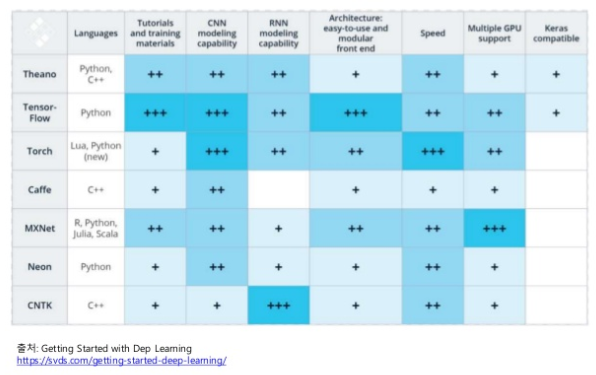 Languages
Tutorials
and training
materials
CNN
modeling
capability
RNN
modeling
capability
Architecture:
easy-to-use and
modular
front end
Speed
Multiple GPU
support
Keras
compatible
Theano
Python,
C++
++
++
++
+
++
+
+
Tensor-
Flow
Python
+++
+++
++
+++
++
++
+
Torch
Lua, Python
(new)
+
+++
++
++
+++
++
Caffe
C++
+
++
+
+
+
MXNet
R, Python,
Julia, Scala
++
++
+
++
++
+++
Neon
Python
+
++
+
+
++
+
CNTK
C++
+
+
+++
+
++
+
출처: Getting Started with Dep Learning
https://svds.com/getting-started-deep-learning/